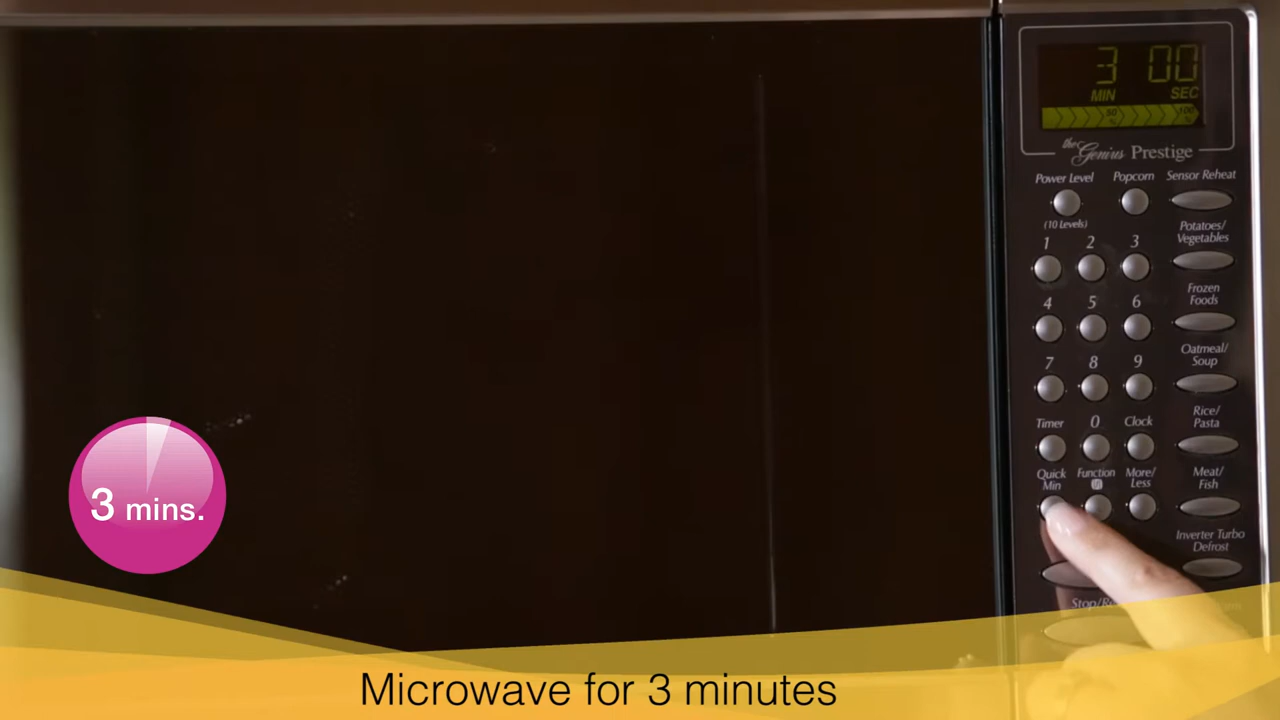 3 00
MIN SEC
50 100
% %
the Genius Prestige
Power Level Popcorn Sensor Reheat
(10 Levels)
Potatoes/
Vegetables
1 2 3
Frozen
Foods
4 5 6
Oatmeal/
Soup
7 8 9
Rice/
Pasta
Timer 0 Clock
Quick
Min
Function
More/
Less
Meat/
Fish
Inverter Turbo
Defrost
3 mins.
Microwave for 3 minutes